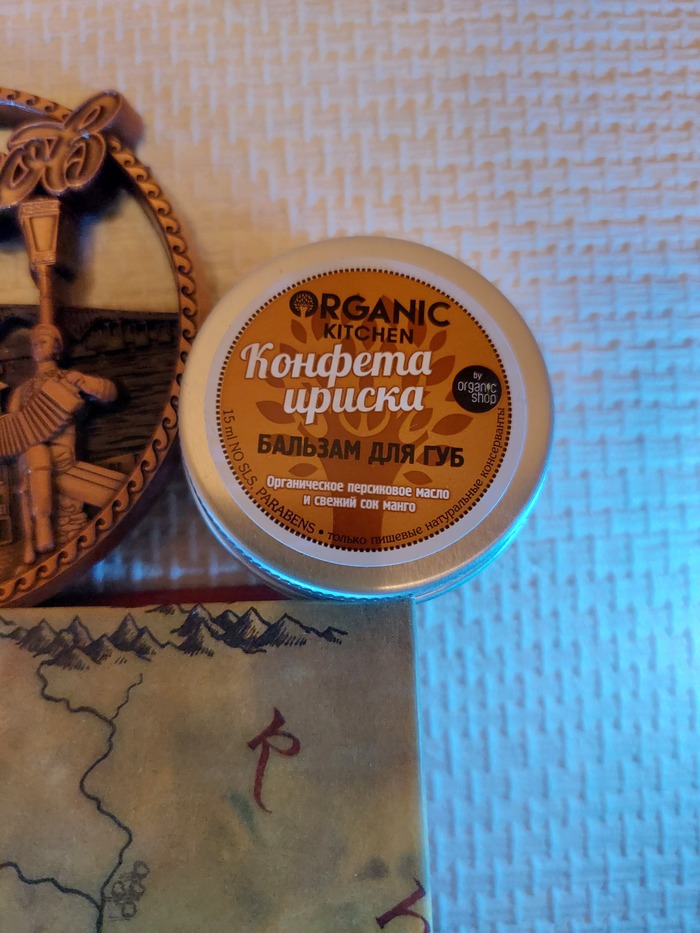 ORGANIC
KITCHEN
Конфета
ириска
by
organic
shop
БАЛЬЗАМ ДЛЯ ГУБ
Органическое персиковое масло
и свежий сок манго
15 ml NO SLS, PARABENS • только пищевые натуральные консерванты